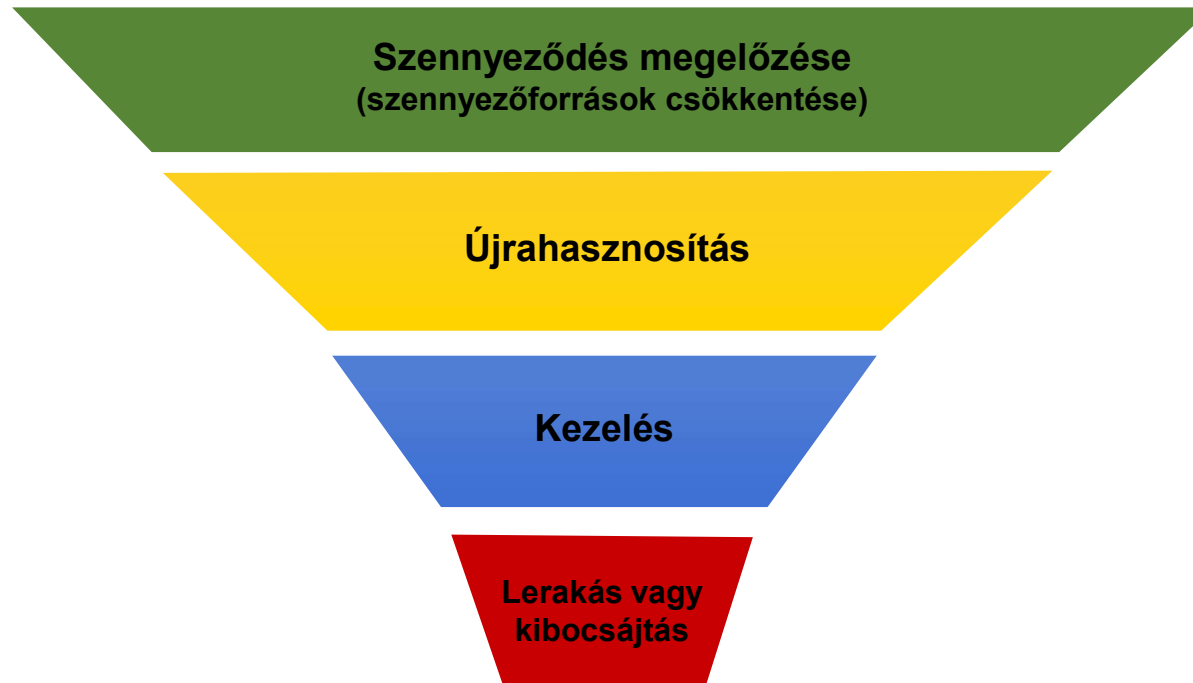 Szennyeződés megelőzése
(szennyezőforrások csökkentése)
Újrahasznosítás
Kezelés
Lerakás vagy
kibocsájtás